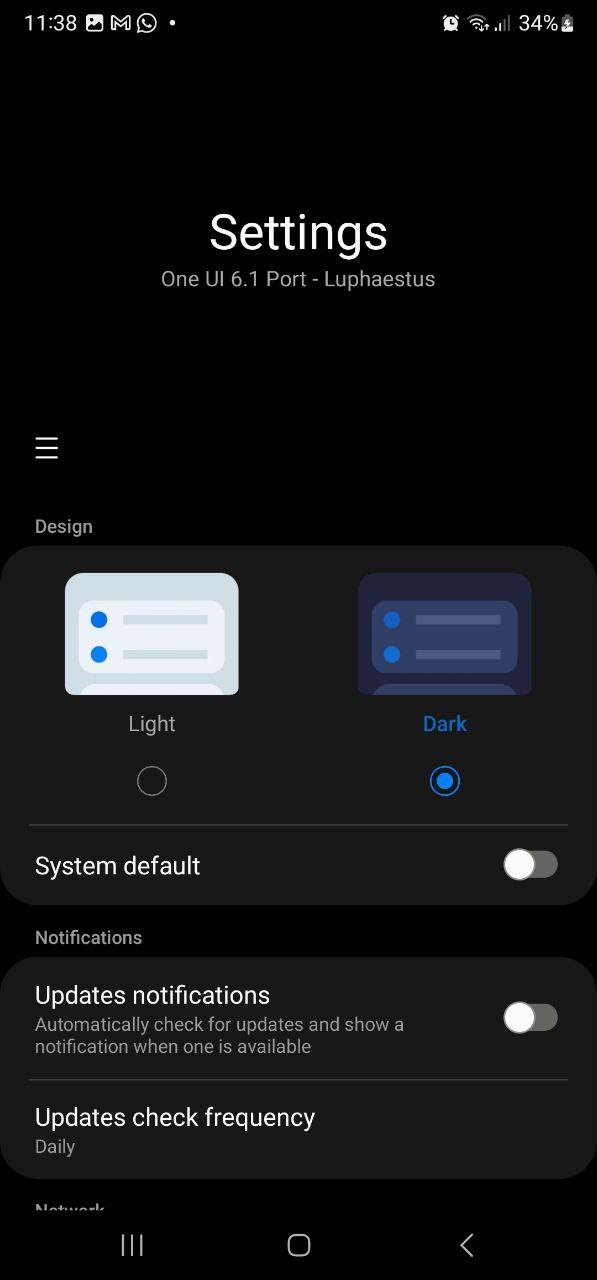 11:38
34%
Settings
One UI 6.1 Port - Luphaestus
Design
Light
Dark
System default
Notifications
Updates notifications
Automatically check for updates and show a
notification when one is available
Updates check frequency
Daily
Network